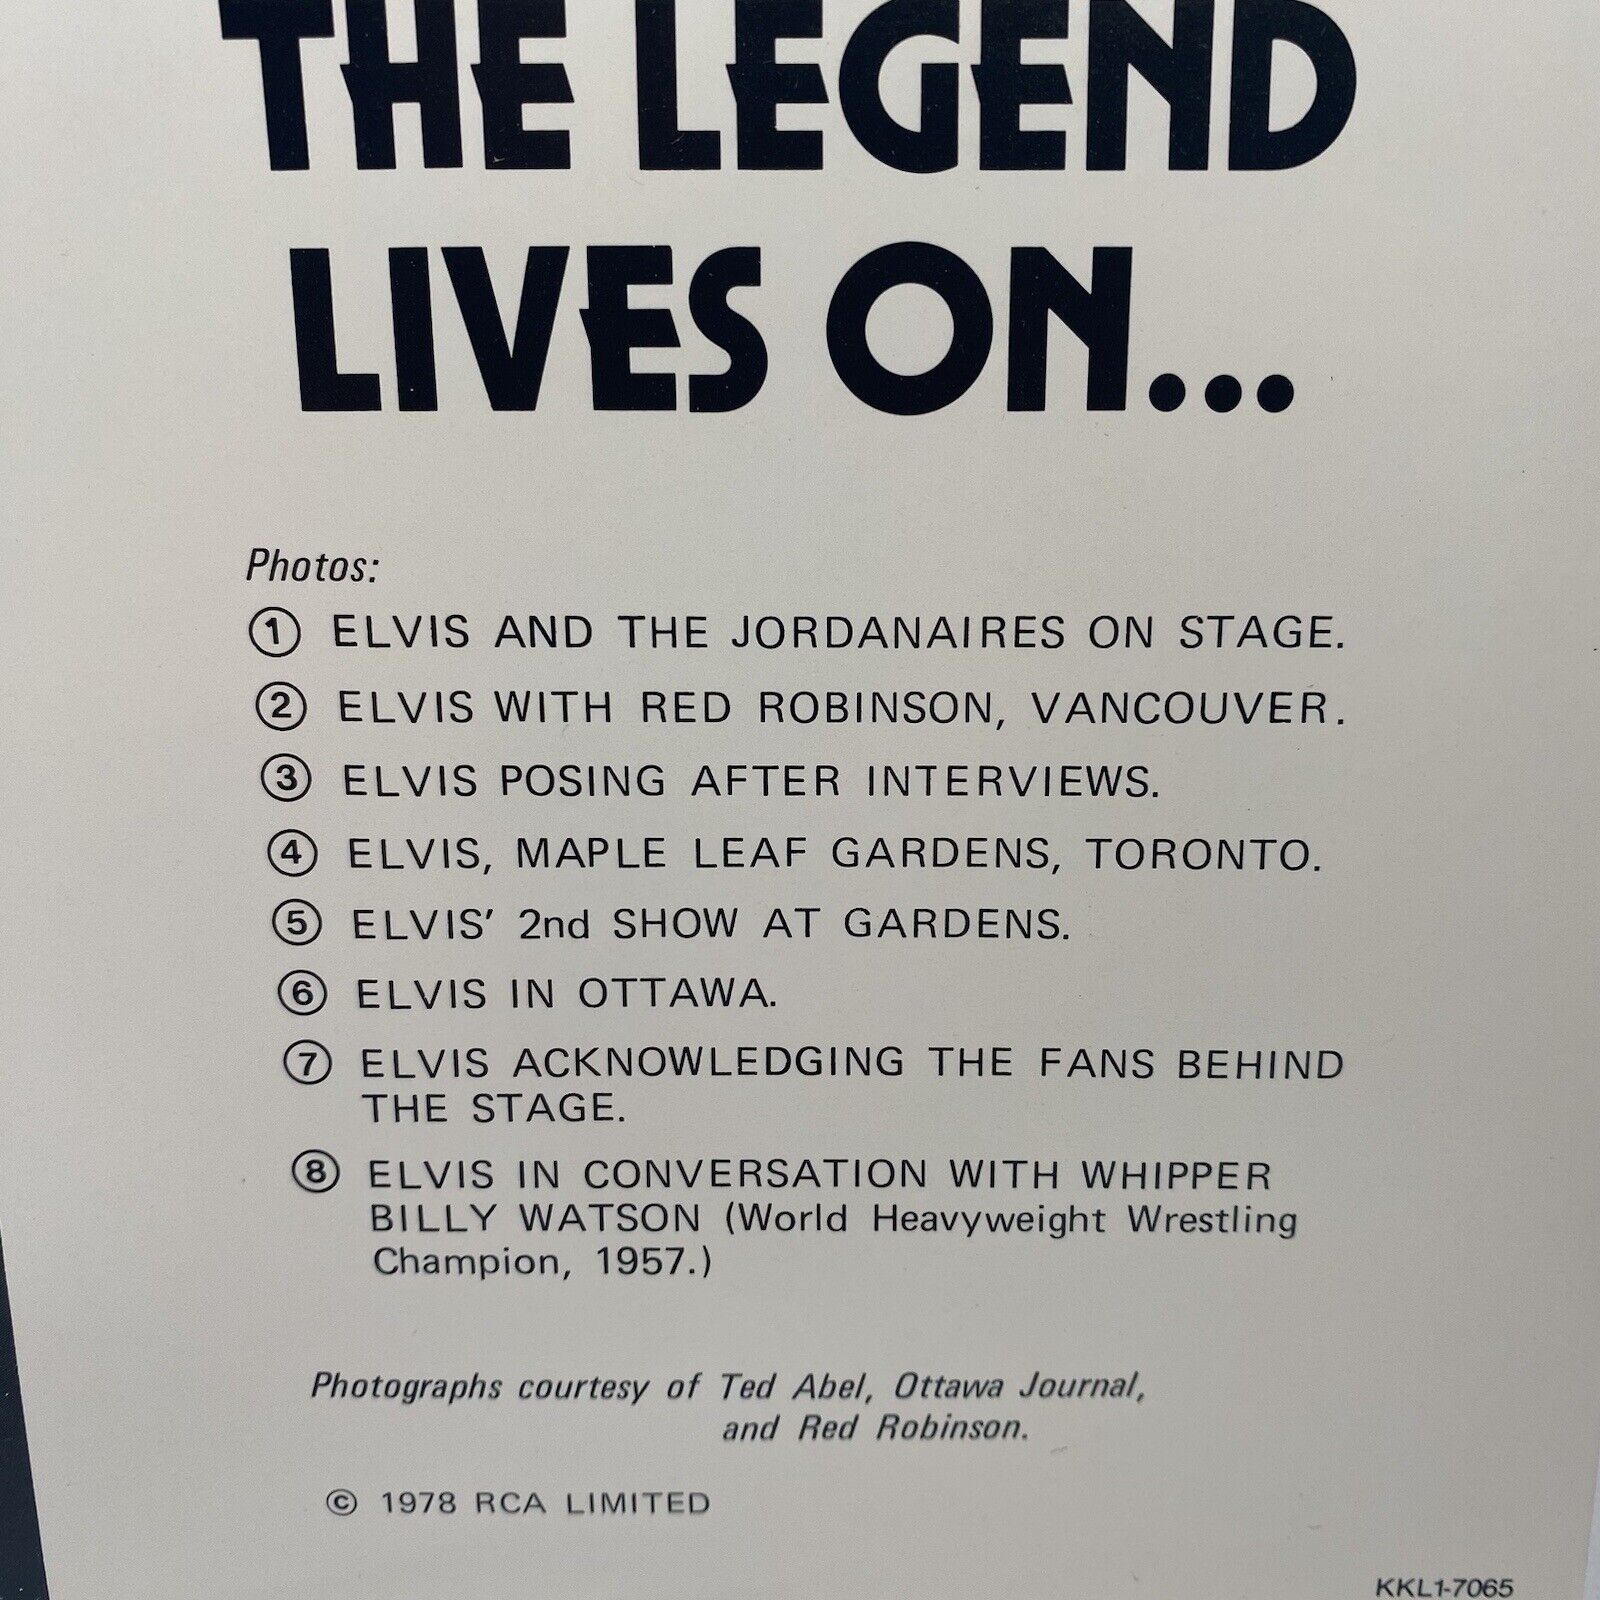 THE LEGEND
LIVES ON...
Photos:
① ELVIS AND THE JORDANAIRES ON STAGE.
② ELVIS WITH RED ROBINSON, VANCOUVER.
③ ELVIS POSING AFTER INTERVIEWS.
④ ELVIS, MAPLE LEAF GARDENS, TORONTO.
⑤ ELVIS' 2nd SHOW AT GARDENS.
⑥ ELVIS IN OTTAWA.
⑦ ELVIS ACKNOWLEDGING THE FANS BEHIND
THE STAGE.
⑧ ELVIS IN CONVERSATION WITH WHIPPER
BILLY WATSON (World Heavyweight Wrestling
Champion, 1957.)
Photographs courtesy of Ted Abel, Ottawa Journal,
and Red Robinson.
© 1978 RCA LIMITED
KKL1-7065